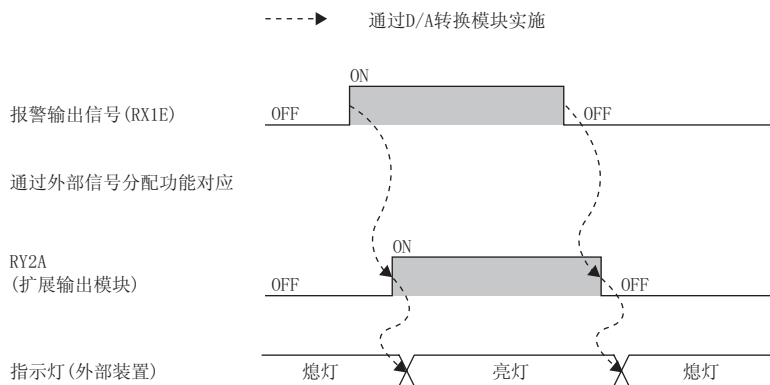 通过D/A转换模块实施
ON
报警输出信号(RX1E)
OFF
OFF
通过外部信号分配功能对应
ON
RY2A
(扩展输出模块)
OFF
OFF
指示灯(外部装置)
熄灯
亮灯
熄灯